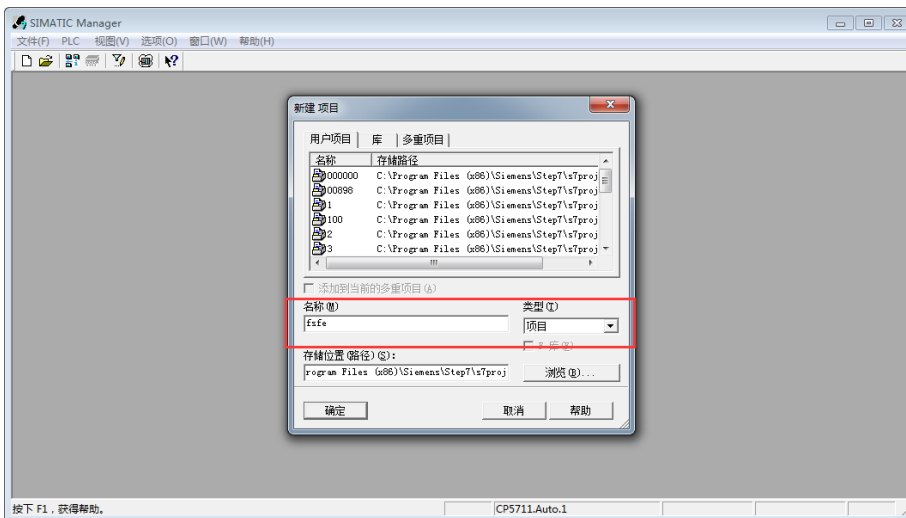 SIMATIC Manager
文件(F) PLC 视图(V) 选项(O) 窗口(W) 帮助(H)
新建 项目
用户项目 库 多重项目
名称 存储路径
000000 C:\Program Files (x86)\Siemens\Step7\s7proj
00898 C:\Program Files (x86)\Siemens\Step7\s7proj
1 C:\Program Files (x86)\Siemens\Step7\s7proj
100 C:\Program Files (x86)\Siemens\Step7\s7proj
2 C:\Program Files (x86)\Siemens\Step7\s7proj
3 C:\Program Files (x86)\Siemens\Step7\s7proj
添加到当前的多重项目(A)
名称(M) 类型(T)
fsfe 项目
库
存储位置(路径)(S):
rogram Files (x86)\Siemens\Step7\s7proj 浏览(B)...
确定 取消 帮助
按下 F1，获得帮助。 CP5711.Auto.1